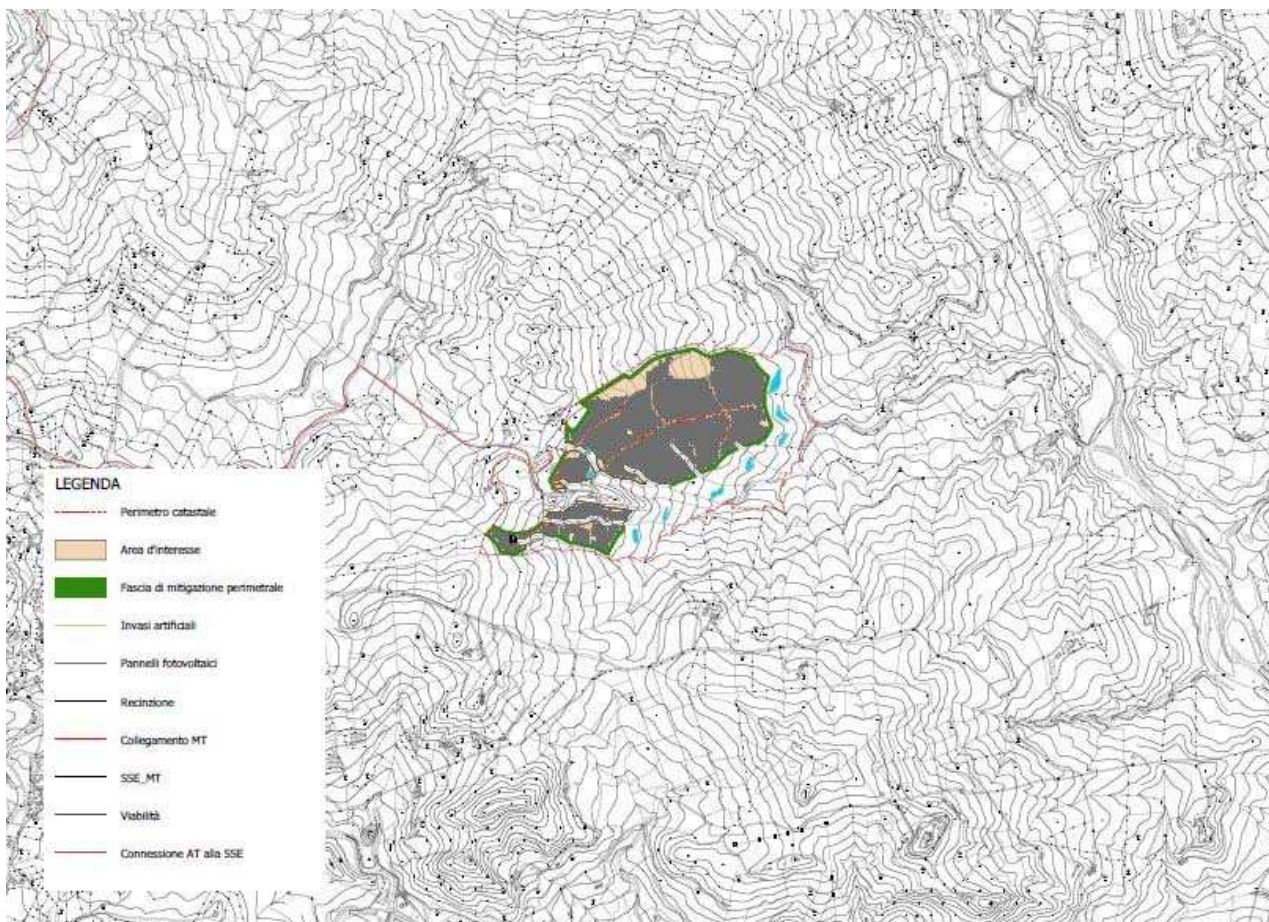 LEGENDA
Perimetro catastale
Area d'interesse
Fascia di mitigazione perimetrale
Invasi artificiali
Pannelli fotovoltaici
Recinzione
Collegamento MT
SSE_MT
Viabilità
Connessione AT alla SSE